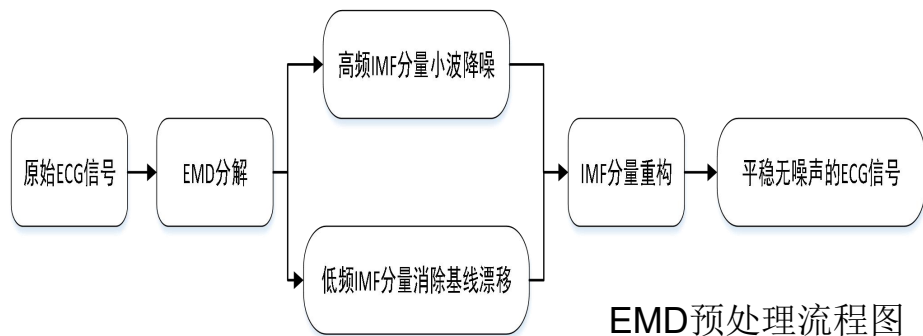 高频IMF分量小波降噪
原始ECG信号
EMD分解
IMF分量重构
平稳无噪声的ECG信号
低频IMF分量消除基线漂移
EMD预处理流程图